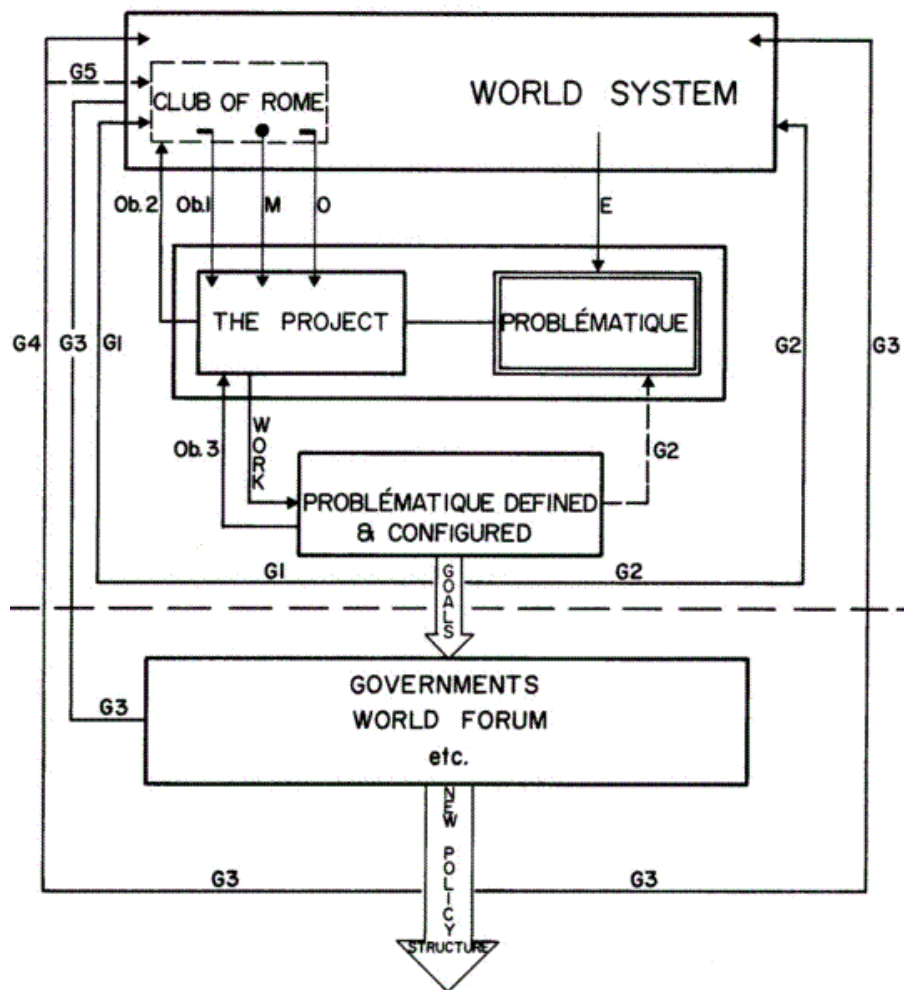 G5
CLUB OF ROME
WORLD SYSTEM
Ob.2
Ob.1
M
O
E
THE PROJECT
PROBLÉMATIQUE
G4
G3
G1
G2
G3
Ob.3
WORK
G2
PROBLÉMATIQUE DEFINED
& CONFIGURED
G1
GOALS
G2
GOVERNMENTS
WORLD FORUM
etc.
G3
NEW POLICY
STRUCTURE
G3
G3